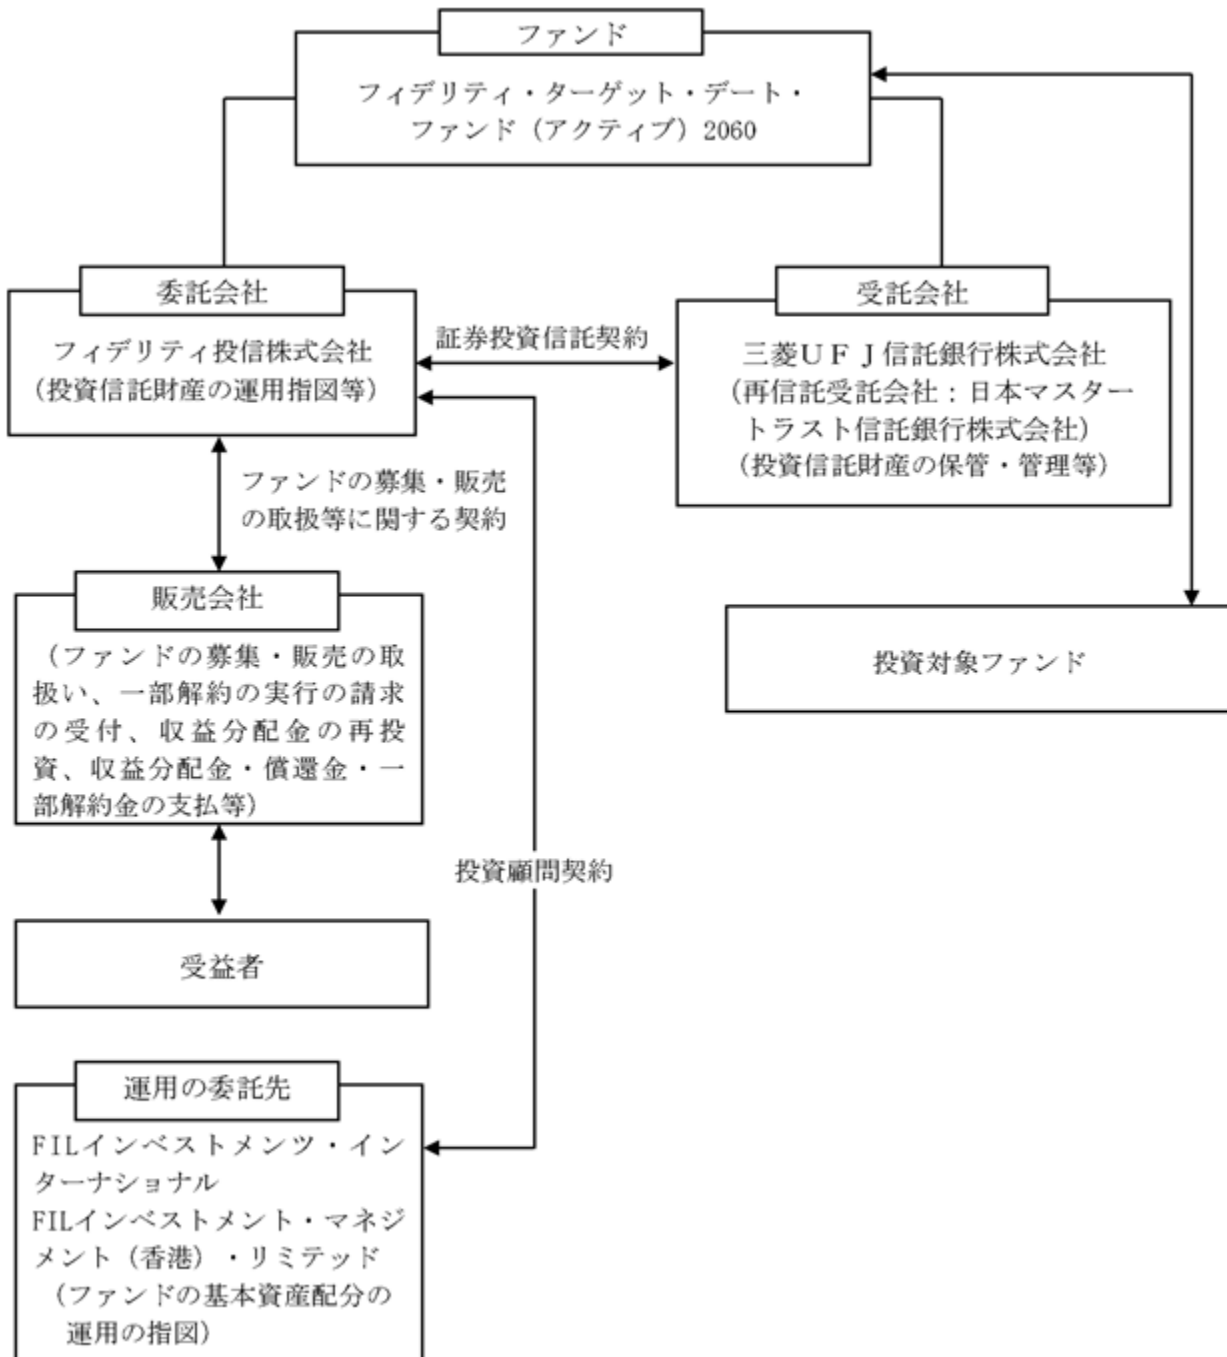 ファンド
フィデリティ・ターゲット・デート・
ファンド（アクティブ）2060
委託会社
フィデリティ投信株式会社
（投資信託財産の運用指図等）
証券投資信託契約
受託会社
三菱ＵＦＪ信託銀行株式会社
（再信託受託会社：日本マスター
トラスト信託銀行株式会社）
（投資信託財産の保管・管理等）
ファンドの募集・販売
の取扱等に関する契約
販売会社
（ファンドの募集・販売の取
扱い、一部解約の実行の請求
の受付、収益分配金の再投
資、収益分配金・償還金・一
部解約金の支払等）
投資対象ファンド
投資顧問契約
受益者
運用の委託先
FILインベストメンツ・イン
ターナショナル
FILインベストメント・マネジ
メント（香港）・リミテッド
（ファンドの基本資産配分の
運用の指図）